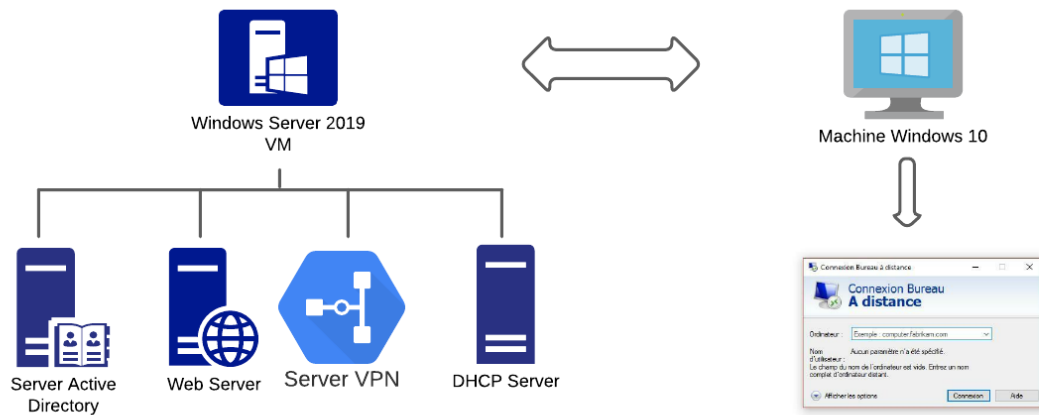 Windows Server 2019
VM
Machine Windows 10
Server Active
Directory
Web Server
Server VPN
DHCP Server
Connexion Bureau à distance
Connexion Bureau
A distance
Ordinateur :
Exemple : computer.fabrikam.com
Nom
d'utilisateur :
Aucun paramètre n'a été spécifié.
Le champ du nom de l'ordinateur est vide. Entrez un nom
complet d'ordinateur distant.
Afficher les options
Connexion
Aide